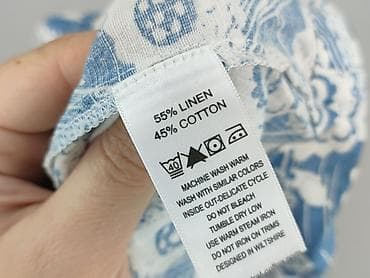 55% LINEN
45% COTTON
40
MACHINE WASH WARM
WASH WITH SIMILAR COLORS
INSIDE OUT-DELICATE CYCLE
DO NOT BLEACH
TUMBLE DRY LOW
USE WARM STEAM IRON
DO NOT IRON ON TRIMS
DESIGNED IN WILTSHIRE